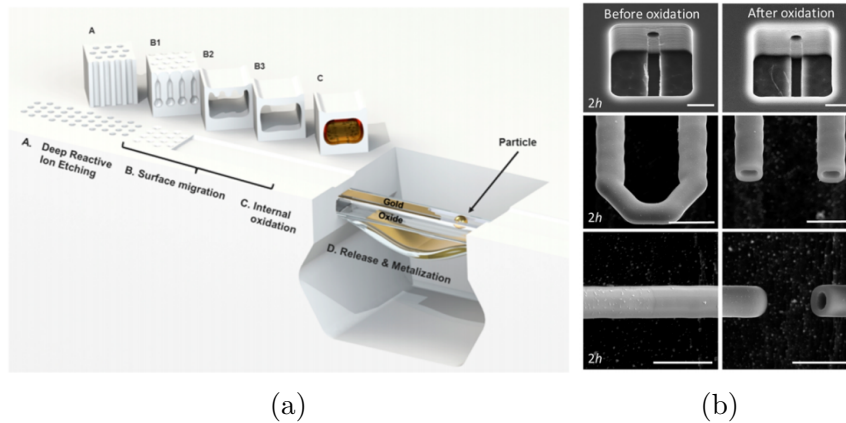 A
B1
B2
B3
C
A. Deep Reactive
Ion Etching
B. Surface migration
C. Internal
oxidation
Particle
Gold
Oxide
D. Release & Metalization
(a)
Before oxidation
After oxidation
2h
2h
2h
(b)